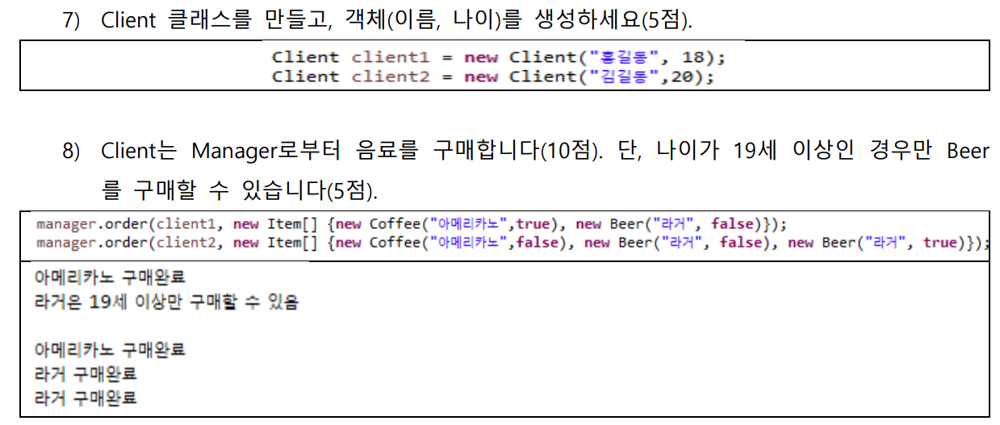 7) Client 클래스를 만들고, 객체(이름, 나이)를 생성하세요(5점).
Client client1 = new Client("홍길동", 18);
Client client2 = new Client("김길동",20);
8) Client는 Manager로부터 음료를 구매합니다(10점). 단, 나이가 19세 이상인 경우만 Beer
를 구매할 수 있습니다(5점).
manager.order(client1, new Item[] {new Coffee("아메리카노",true), new Beer("라거", false)});
manager.order(client2, new Item[] {new Coffee("아메리카노",false), new Beer("라거", false), new Beer("라거", true)});
아메리카노 구매완료
라거은 19세 이상만 구매할 수 있음
아메리카노 구매완료
라거 구매완료
라거 구매완료